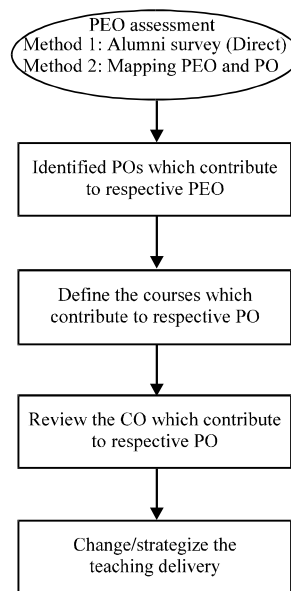 PEO assessment
Method 1: Alumni survey (Direct)
Method 2: Mapping PEO and PO
Identified POs which contribute
to respective PEO
Define the courses which
contribute to respective PO
Review the CO which contribute
to respective PO
Change/strategize the
teaching delivery